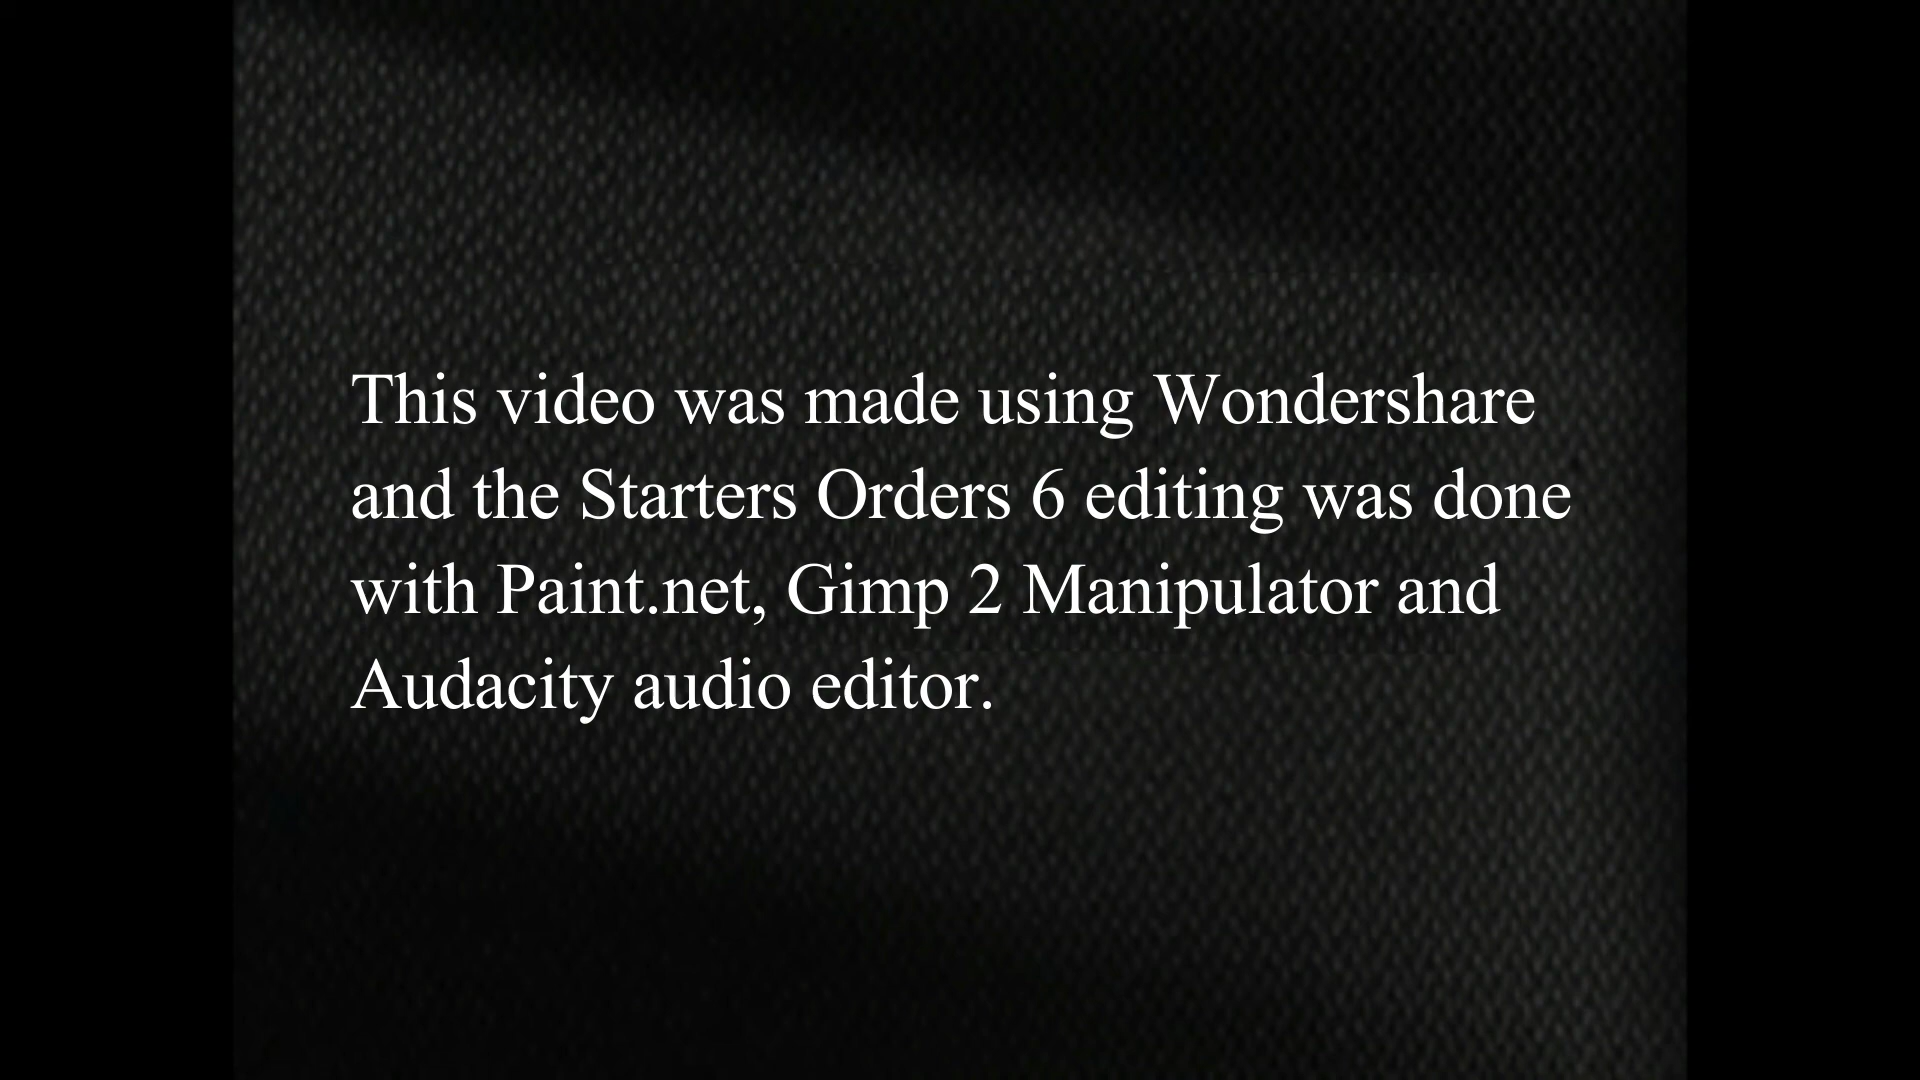 This video was made using Wondershare
and the Starters Orders 6 editing was done
with Paint.net, Gimp 2 Manipulator and
Audacity audio editor.